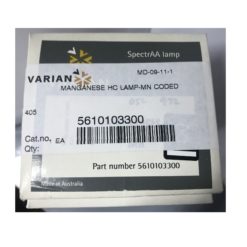 SpectrAA lamp
VARIAN
MD-09-11-1
MANGANESE HC LAMP-MN CODED
405
5610103300
Cat.no.
EA
Qty:
Part number 5610103300
Made in Australia